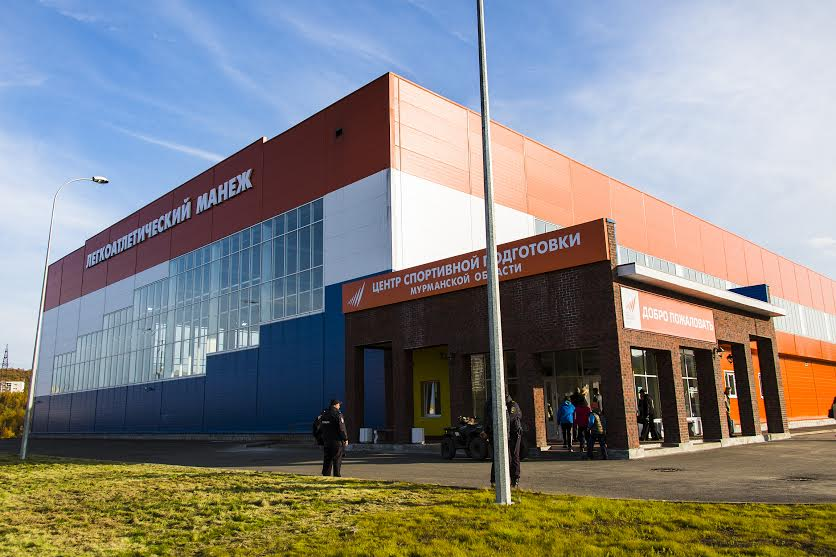 ЛЕГКОАТЛЕТИЧЕСКИЙ МАНЕЖ
ЦЕНТР СПОРТИВНОЙ ПОДГОТОВКИ
МУРМАНСКОЙ ОБЛАСТИ
ДОБРО ПОЖАЛОВАТЬ